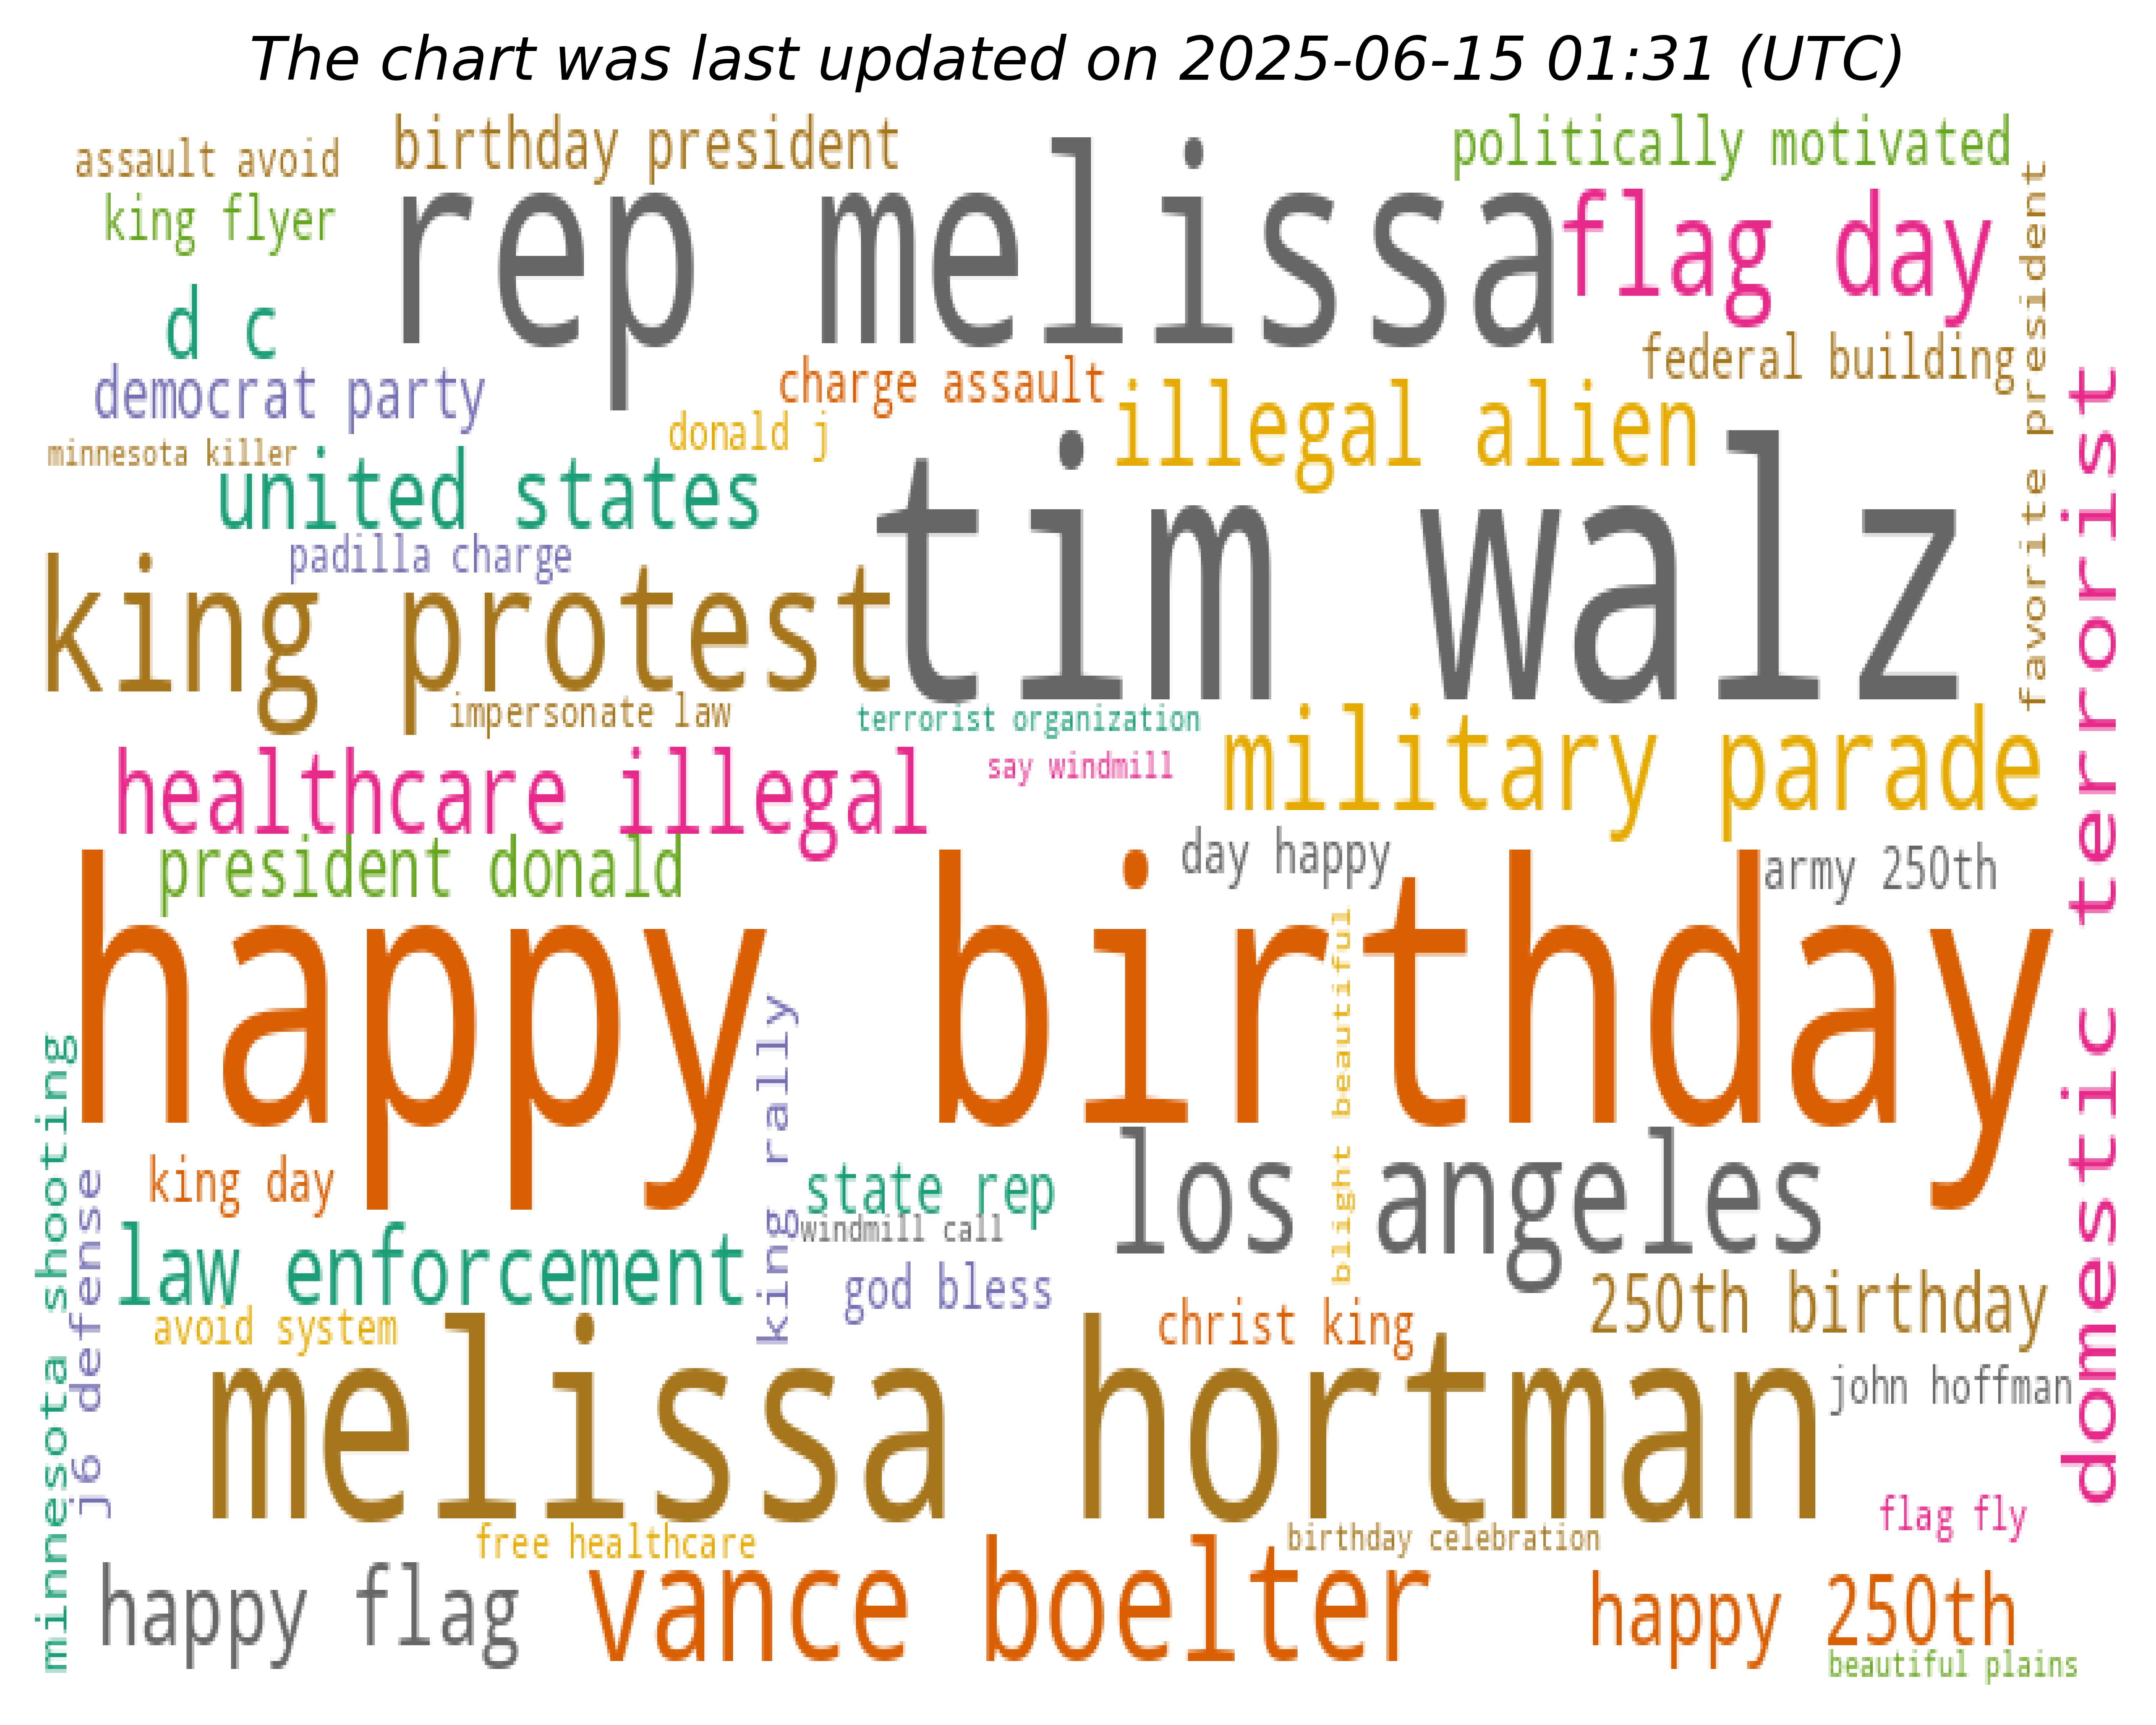 The chart was last updated on 2025-06-15 01:31 (UTC)
assault avoid
birthday president
politically motivated
king flyer
rep melissa
flag day
favorite president
d c
federal building
democrat party
charge assault
illegal alien
donald j
domestic terrorist
minnesota killer
united states
tim walz
padilla charge
king protest
impersonate law
terrorist organization
military parade
healthcare illegal
say windmill
president donald
day happy
army 250th
happy birthday
blight beautiful
king rally
minnesota shooting
j6 defense
king day
state rep
los angeles
windmill call
law enforcement
god bless
250th birthday
avoid system
christ king
melissa hortman
john hoffman
flag fly
free healthcare
birthday celebration
happy flag
vance boelter
happy 250th
beautiful plains